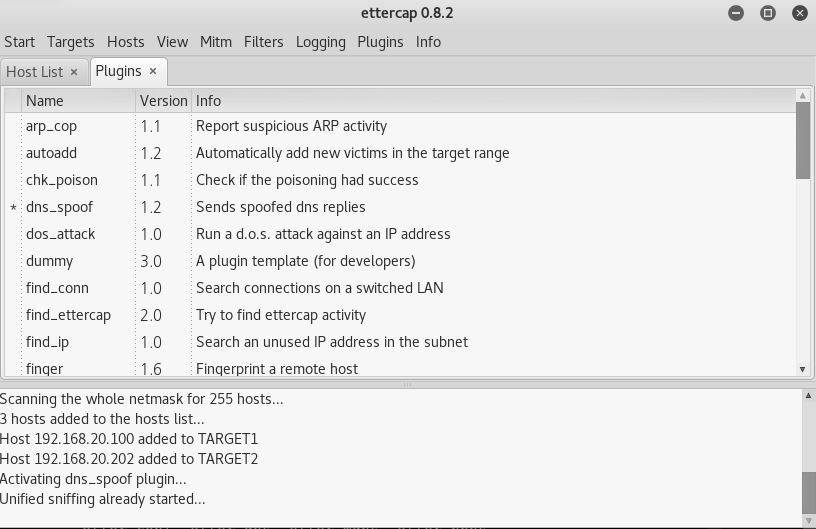 ettercap 0.8.2
Start Targets Hosts View Mitm Filters Logging Plugins Info
Host List × Plugins ×
Name Version Info
arp_cop 1.1 Report suspicious ARP activity
autoadd 1.2 Automatically add new victims in the target range
chk_poison 1.1 Check if the poisoning had success
* dns_spoof 1.2 Sends spoofed dns replies
dos_attack 1.0 Run a d.o.s. attack against an IP address
dummy 3.0 A plugin template (for developers)
find_conn 1.0 Search connections on a switched LAN
find_ettercap 2.0 Try to find ettercap activity
find_ip 1.0 Search an unused IP address in the subnet
finger 1.6 Fingerprint a remote host
Scanning the whole netmask for 255 hosts...
3 hosts added to the hosts list...
Host 192.168.20.100 added to TARGET1
Host 192.168.20.202 added to TARGET2
Activating dns_spoof plugin...
Unified sniffing already started...